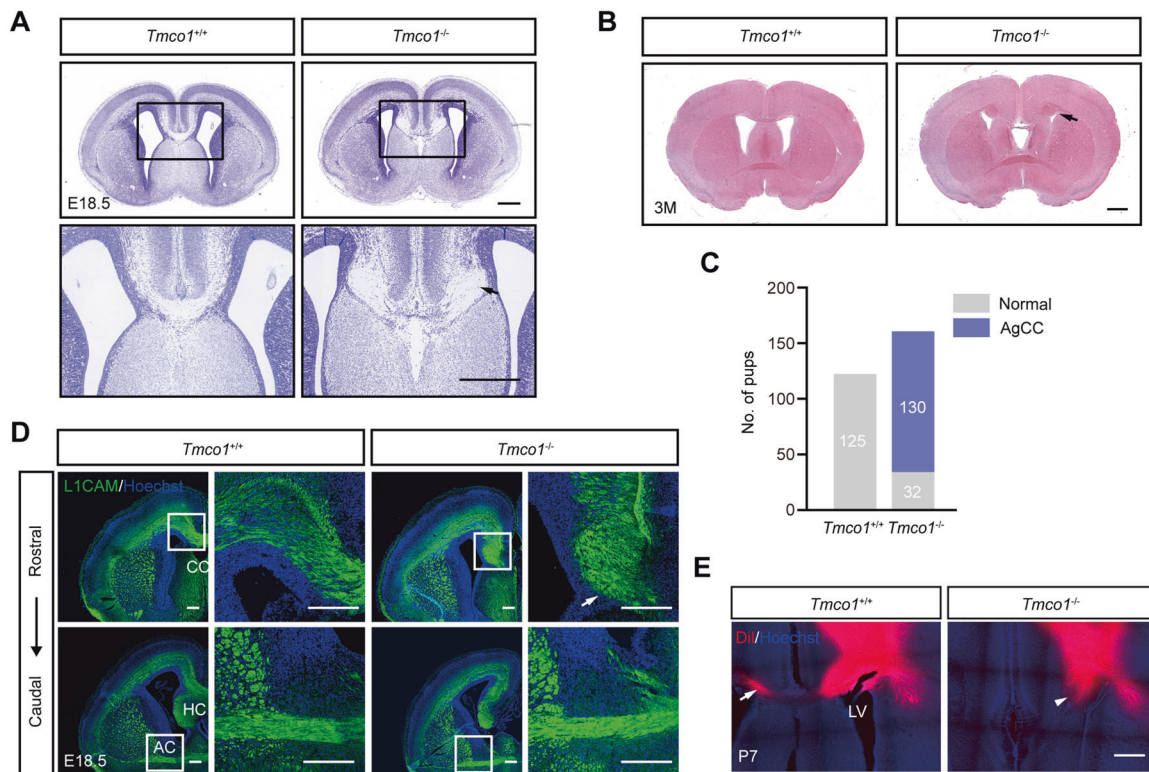 A
Tmco1+/+
Tmco1-/-
E18.5
B
Tmco1+/+
Tmco1-/-
3M
C
200
150
100
50
0
No. of pups
125
130
32
Tmco1+/+ Tmco1-/-
Normal
AgCC
D
Tmco1+/+
Tmco1-/-
Rostral
Caudal
L1CAM/Hoechst
CC
HC
AC
E18.5
E
Tmco1+/+
Tmco1-/-
DiI/Hoechst
LV
P7